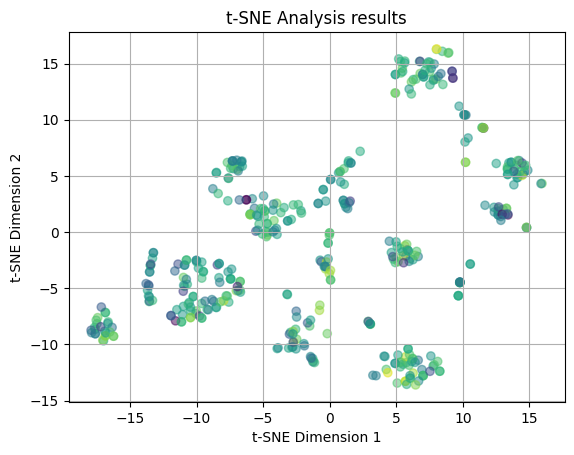 t-SNE Analysis results
15
10
5
0
−5
−10
−15
t-SNE Dimension 2
−15 −10 −5 0 5 10 15
t-SNE Dimension 1